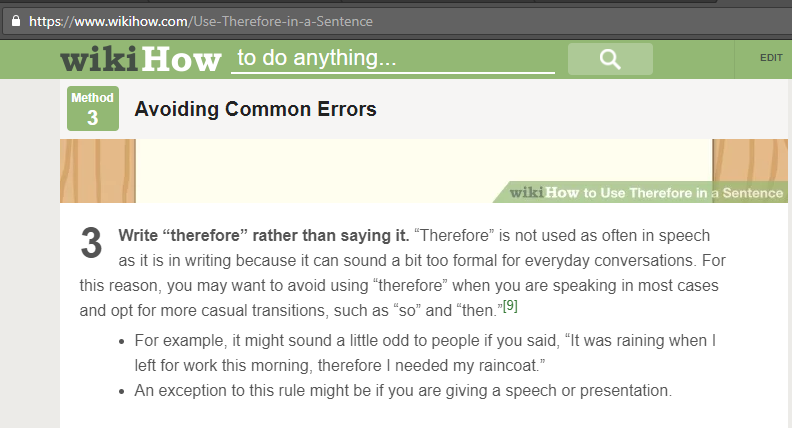 https://www.wikihow.com/Use-Therefore-in-a-Sentence
wikiHow to do anything...
EDIT
Method
3
Avoiding Common Errors
wikiHow to Use Therefore in a Sentence
3 Write “therefore” rather than saying it. “Therefore” is not used as often in speech
as it is in writing because it can sound a bit too formal for everyday conversations. For
this reason, you may want to avoid using “therefore” when you are speaking in most cases
and opt for more casual transitions, such as “so” and “then.”[9]
• For example, it might sound a little odd to people if you said, “It was raining when I
left for work this morning, therefore I needed my raincoat.”
• An exception to this rule might be if you are giving a speech or presentation.